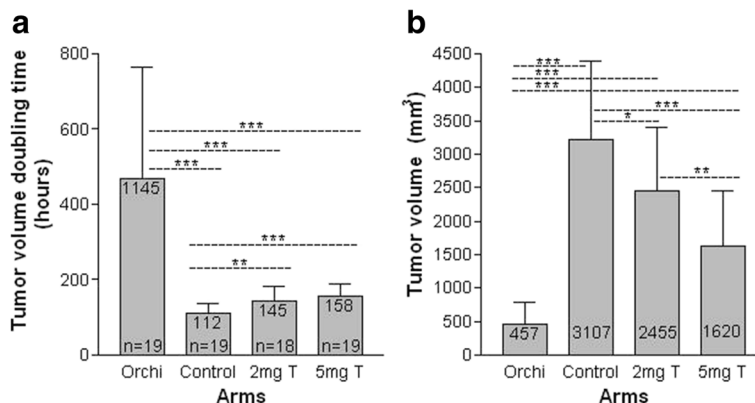 a
Tumor volume doubling time
(hours)
800
600
400
200
0
***
***
***
***
**
1145
112
145
158
n=19
n=19
n=18
n=19
Orchi
Control
2mg T
5mg T
Arms
b
Tumor volume (mm³)
4500
4000
3500
3000
2500
2000
1500
1000
500
0
***
***
***
***
*
**
457
3107
2455
1620
Orchi
Control
2mg T
5mg T
Arms